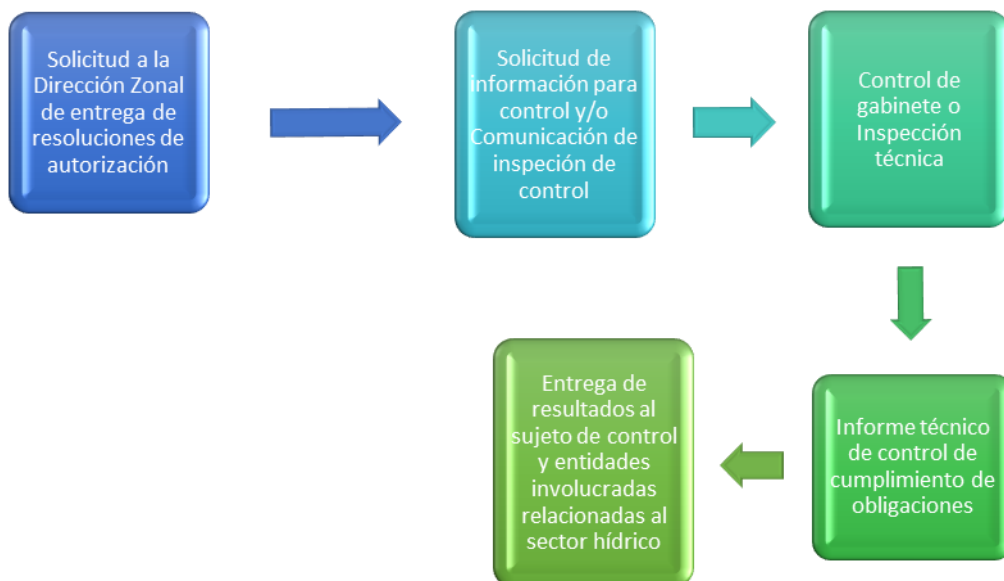 Solicitud a la
Dirección Zonal
de entrega de
resoluciones de
autorización
Solicitud de
información para
control y/o
Comunicación de
inspeción de
control
Control de
gabinete o
Inspección
técnica
Informe técnico
de control de
cumplimiento de
obligaciones
Entrega de
resultados al
sujeto de control
y entidades
involucradas
relacionadas al
sector hídrico